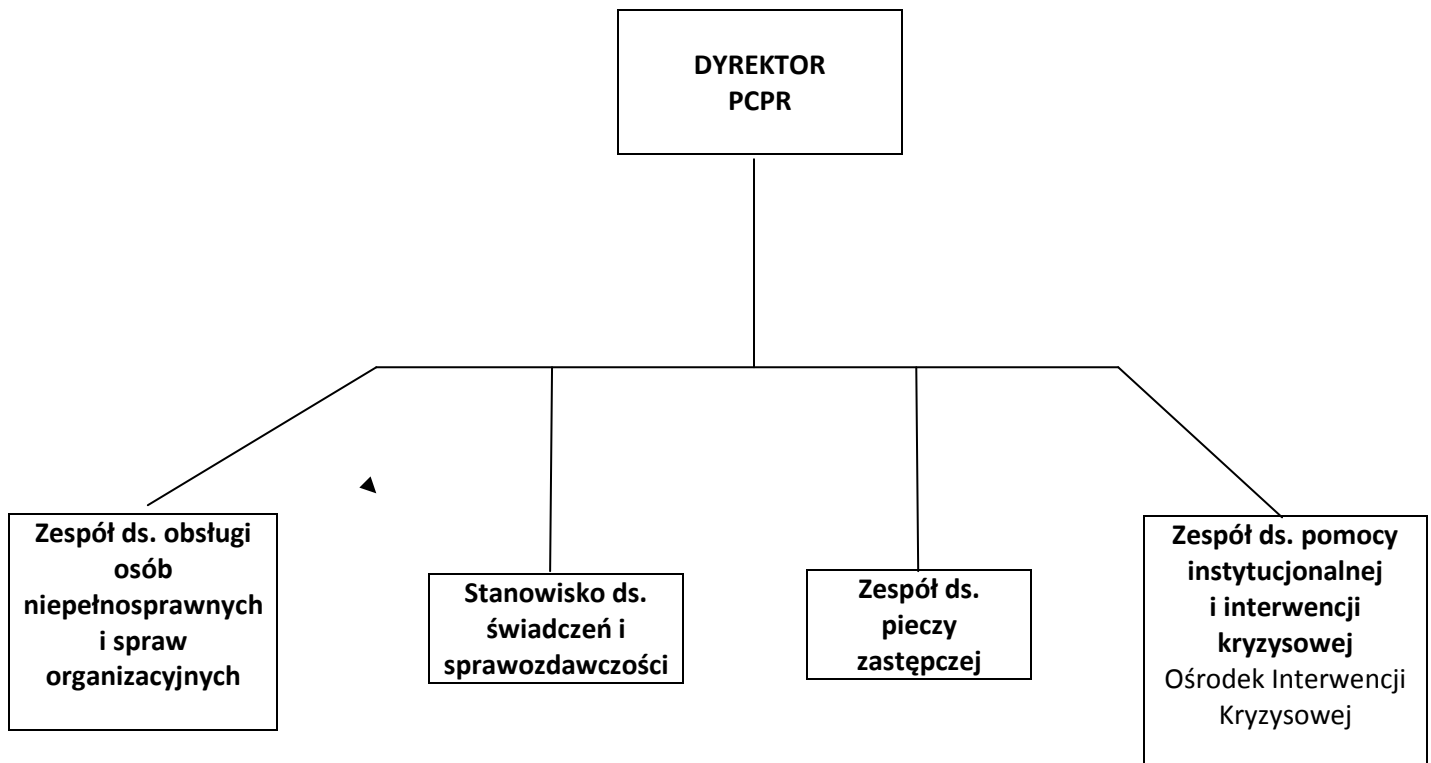 DYREKTOR
PCPR
Zespół ds. obsługi
osób
niepełnosprawnych
i spraw
organizacyjnych
Stanowisko ds.
świadczeń i
sprawozdawczości
Zespół ds.
pieczy
zastępczej
Zespół ds. pomocy
instytucjonalnej
i interwencji
kryzysowej
Ośrodek Interwencji
Kryzysowej